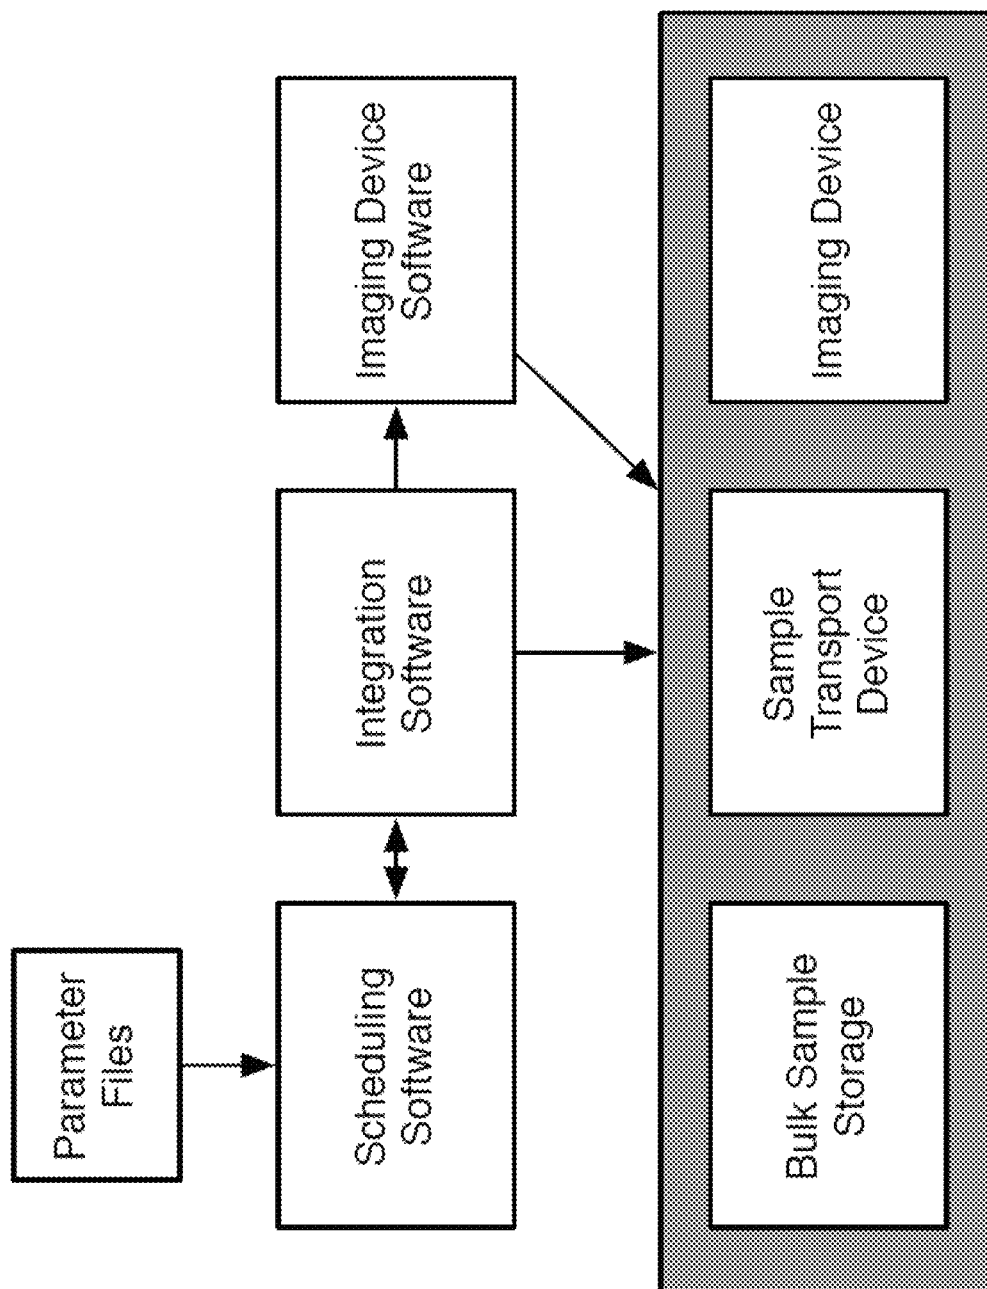 Parameter
Files
Scheduling
Software
Integration
Software
Imaging Device
Software
Bulk Sample
Storage
Sample
Transport
Device
Imaging Device